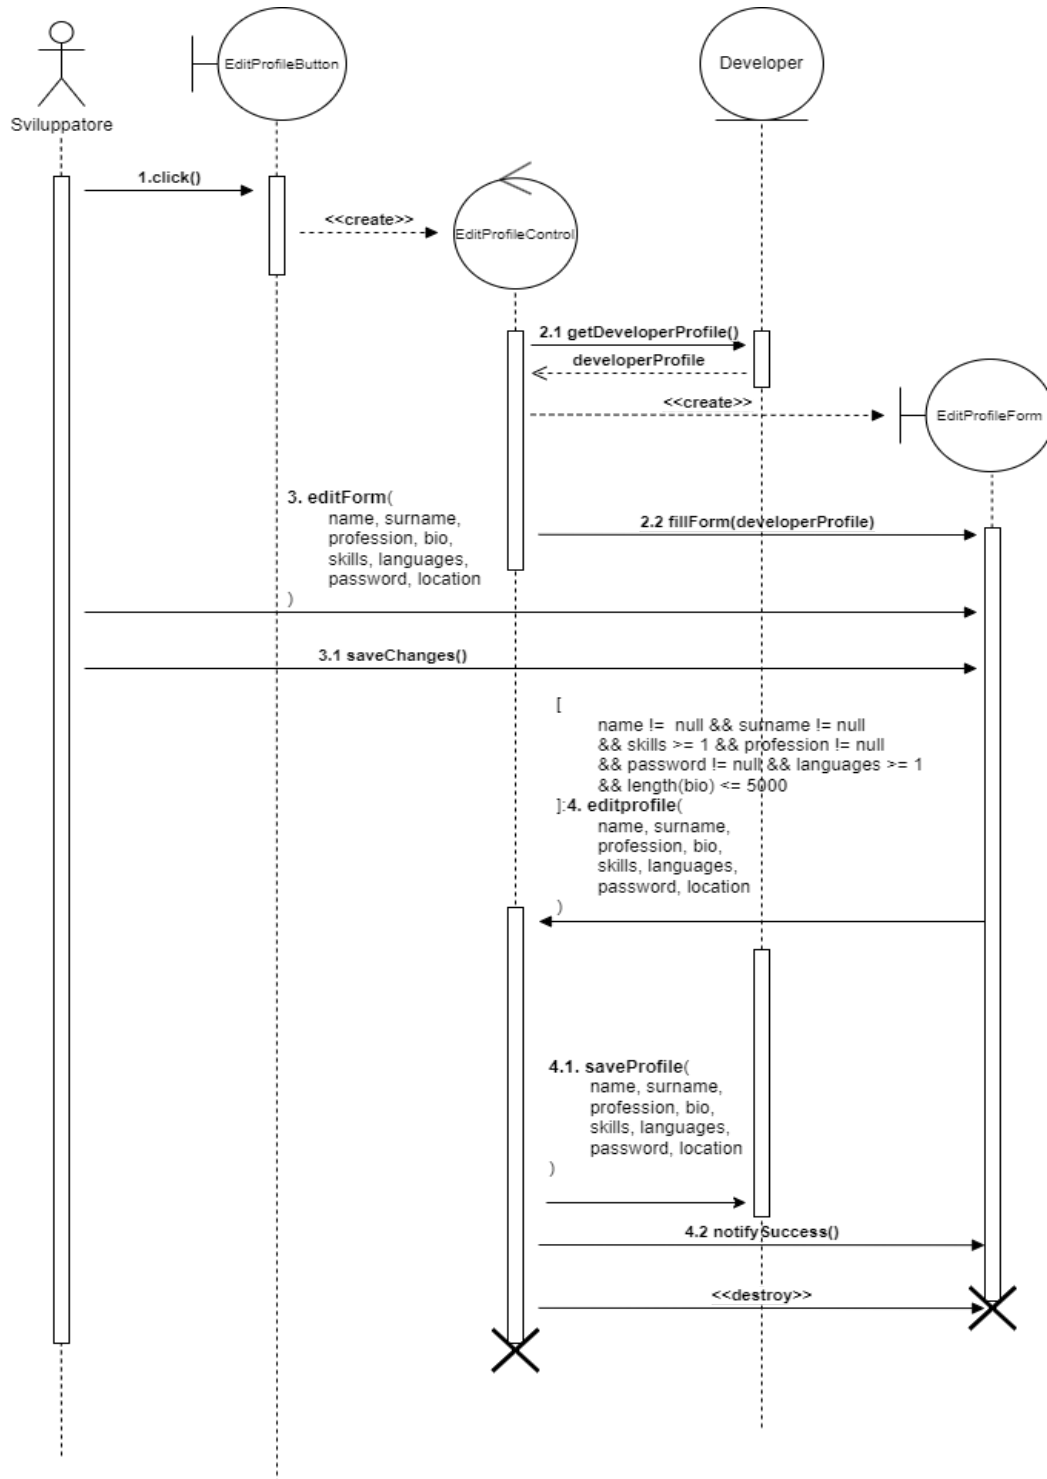 EditProfileButton
Developer
Sviluppatore
1.click()
<<create>>
EditProfileControl
2.1 getDeveloperProfile()
developerProfile
<<create>>
EditProfileForm
3. editForm(
name, surname,
profession, bio,
skills, languages,
password, location
)
2.2 fillForm(developerProfile)
3.1 saveChanges()
[
name !=  null && surname != null
&& skills >= 1 && profession != null
&& password != null && languages >= 1
&& length(bio) <= 5000
]:4. editprofile(
name, surname,
profession, bio,
skills, languages,
password, location
)
4.1. saveProfile(
name, surname,
profession, bio,
skills, languages,
password, location
)
4.2 notifySuccess()
<<destroy>>